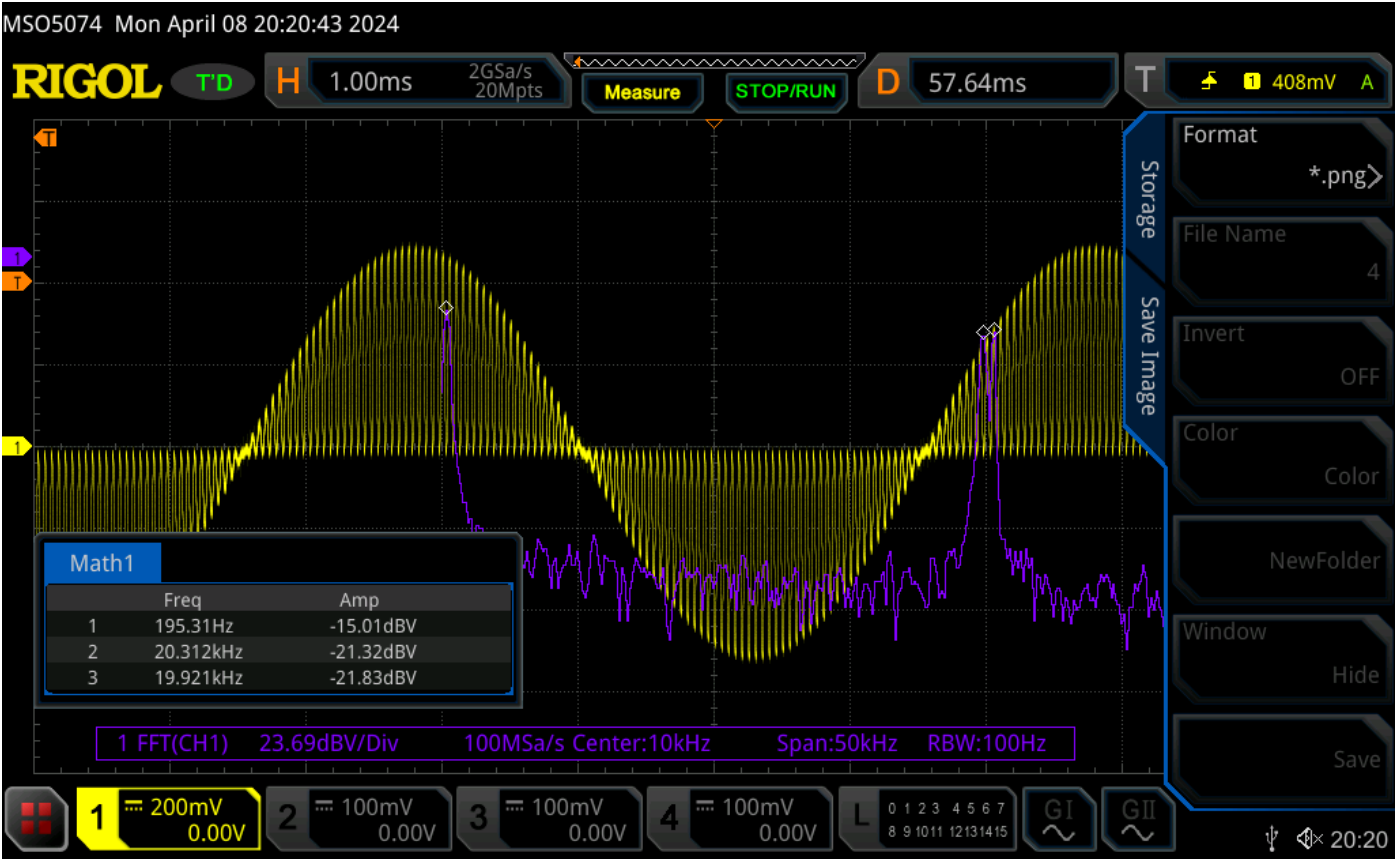 MSO5074 Mon April 08 20:20:43 2024
RIGOL T'D H 1.00ms 2GSa/s 20Mpts Measure STOP/RUN D 57.64ms T 1 408mV A
T
1
T
1
Storage
Save Image
Format
*.png
File Name
4
Invert
OFF
Color
Color
NewFolder
Window
Hide
Save
Math1
Freq Amp
1 195.31Hz -15.01dBV
2 20.312kHz -21.32dBV
3 19.921kHz -21.83dBV
1 FFT(CH1) 23.69dBV/Div 100MSa/s Center:10kHz Span:50kHz RBW:100Hz
1 200mV 0.00V
2 100mV 0.00V
3 100mV 0.00V
4 100mV 0.00V
L 0 1 2 3 4 5 6 7
8 9 10 11 12 13 14 15
GI
GII
20:20